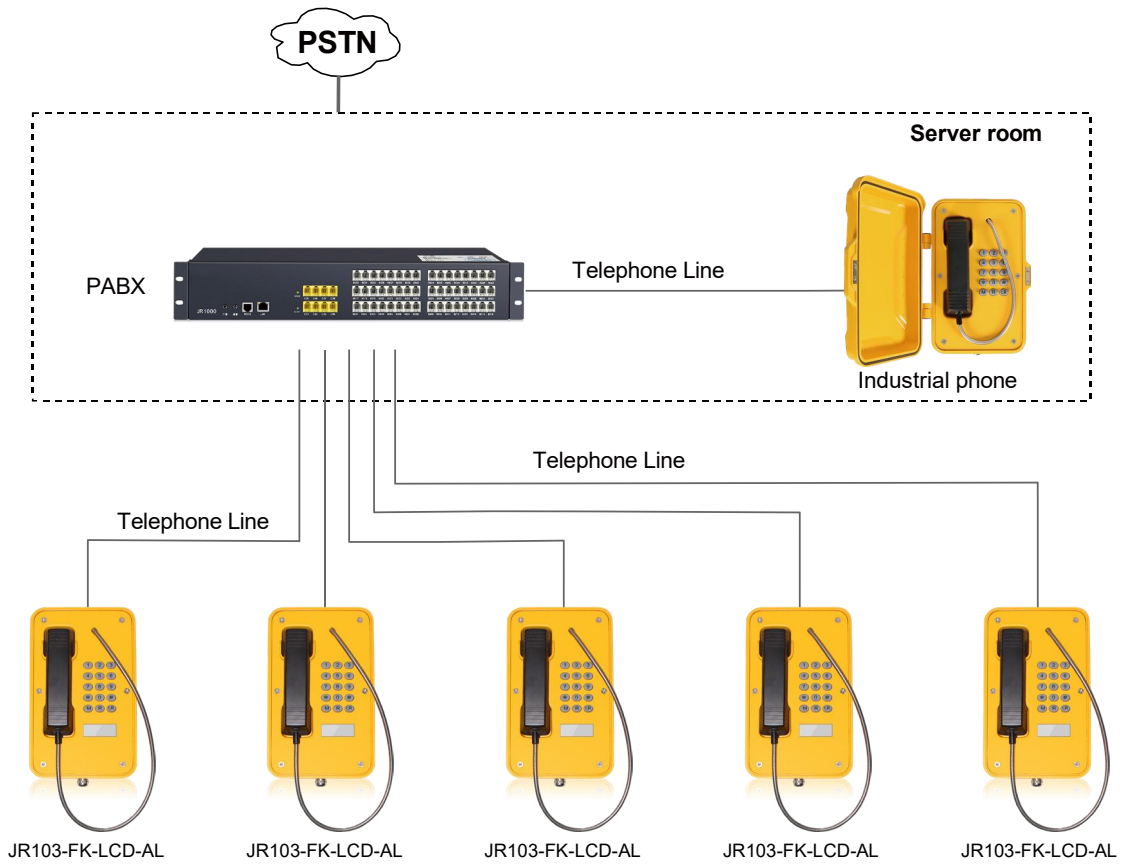 PSTN
Server room
PABX
JR1000
Telephone Line
Industrial phone
Telephone Line
Telephone Line
JR103-FK-LCD-AL
JR103-FK-LCD-AL
JR103-FK-LCD-AL
JR103-FK-LCD-AL
JR103-FK-LCD-AL